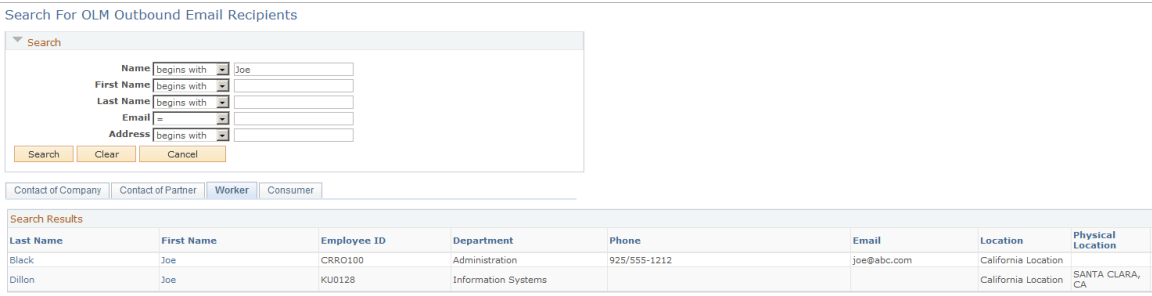 Search For OLM Outbound Email Recipients
Search
Name begins with Joe
First Name begins with
Last Name begins with
Email =
Address begins with
Search Clear Cancel
Contact of Company Contact of Partner Worker Consumer
Search Results
Last Name First Name Employee ID Department Phone Email Location Physical Location
Black Joe CRRO100 Administration 925/555-1212 joe@abc.com California Location
Dillon Joe KU0128 Information Systems California Location SANTA CLARA, CA